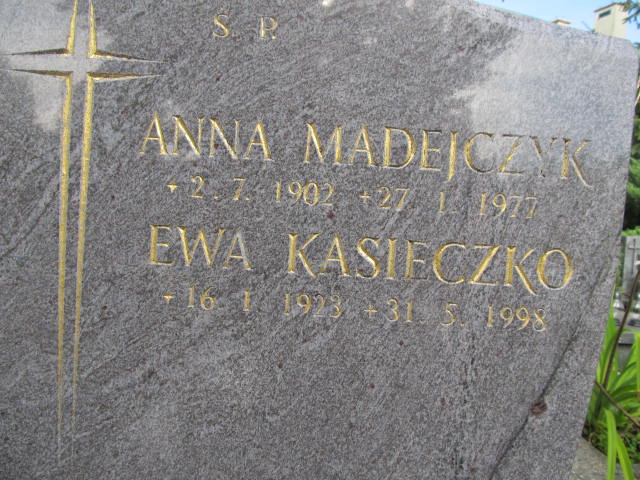 Ś. P.
ANNA MADEJCZYK
* 2. 7. 1902 + 27. 1. 1977
EWA KASIECZKO
* 16. 1. 1923 + 31. 5. 1998